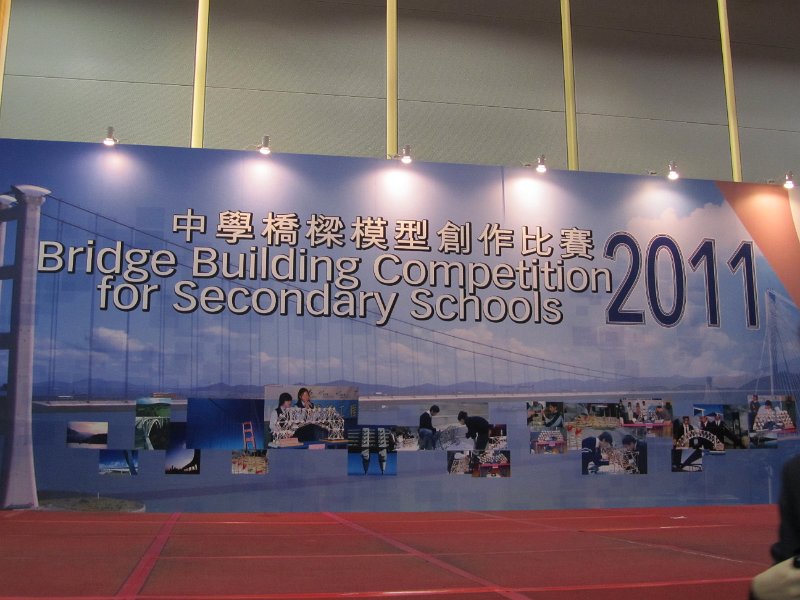 中學橋樑模型創作比賽
Bridge Building Competition
for Secondary Schools
2011